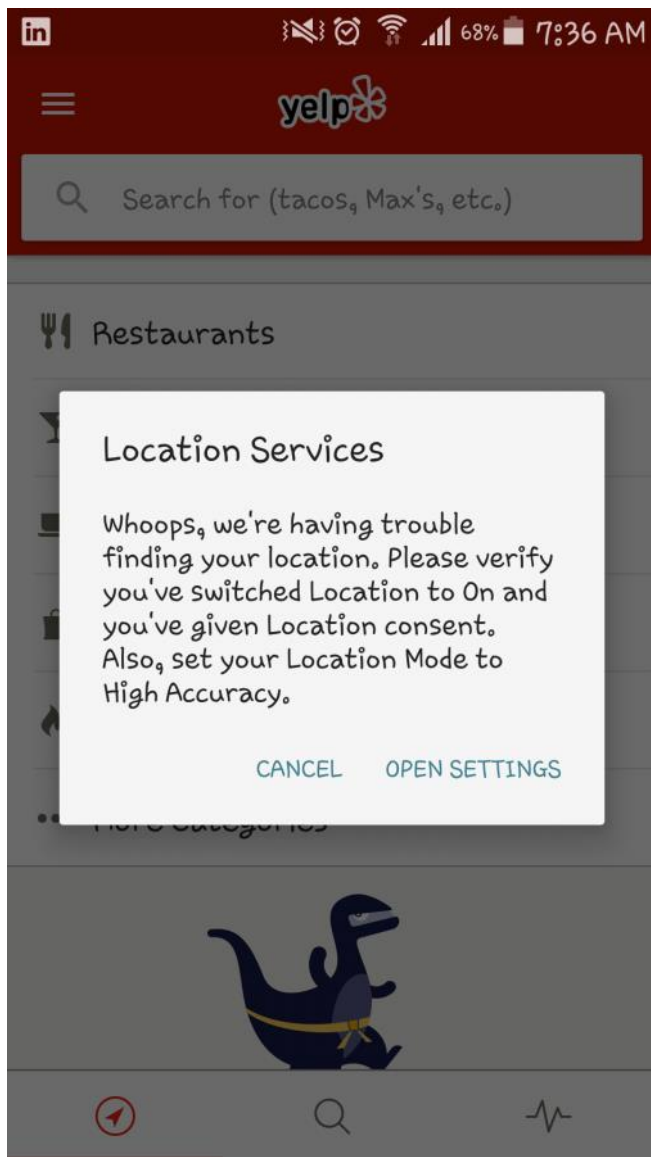 in 68% 7:36 AM
yelp
Search for (tacos, Max's, etc.)
Restaurants
Location Services
Whoops, we're having trouble
finding your location. Please verify
you've switched Location to On and
you've given Location consent.
Also, set your Location Mode to
High Accuracy.
CANCEL OPEN SETTINGS
More Categories